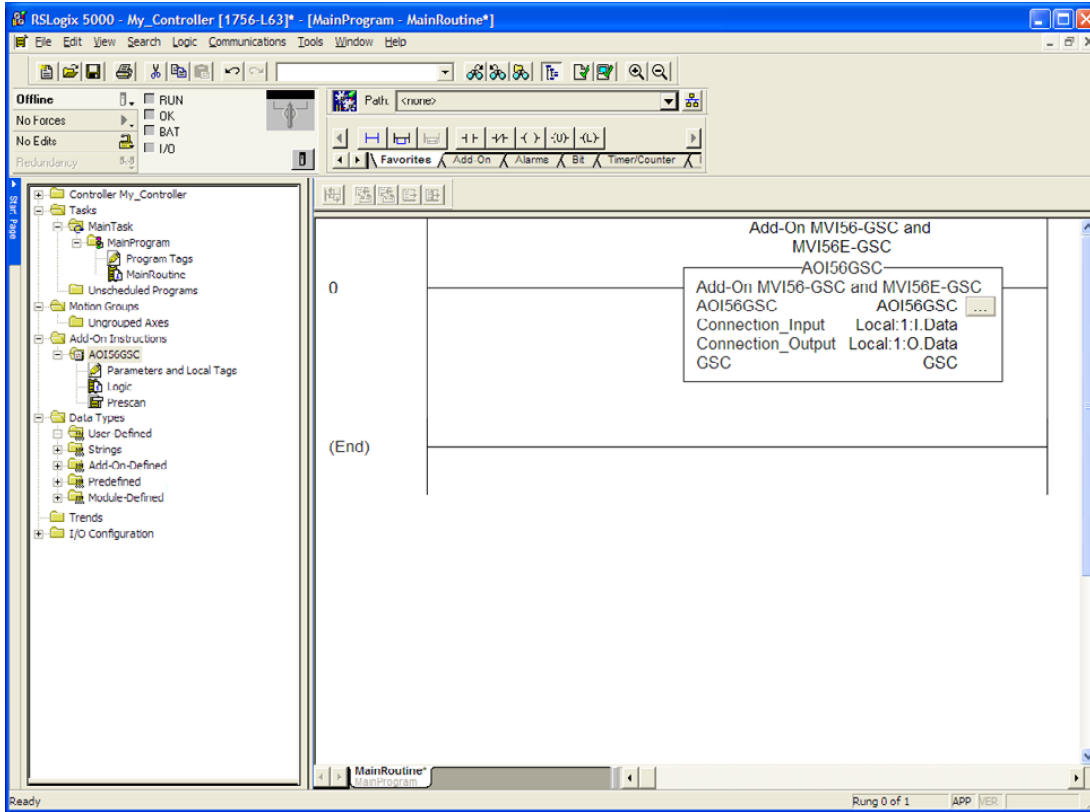 RSLogix 5000 - My_Controller [1756-L63]* - [MainProgram - MainRoutine*]
File Edit View Search Logic Communications Tools Window Help
Offline
RUN
No Forces
OK
No Edits
BAT
Redundancy
I/O
Path: <none>
Favorites Add-On Alarms Bit Timer/Counter
Start Page
Controller My_Controller
Tasks
MainTask
MainProgram
Program Tags
MainRoutine
Unscheduled Programs
Motion Groups
Ungrouped Axes
Add-On Instructions
AOI56GSC
Parameters and Local Tags
Logic
Prescan
Data Types
User-Defined
Strings
Add-On-Defined
Predefined
Module-Defined
Trends
I/O Configuration
Add-On MVI56-GSC and
MVI56E-GSC
AOI56GSC
0
Add-On MVI56-GSC and MVI56E-GSC
AOI56GSC AOI56GSC ...
Connection_Input Local:1:I.Data
Connection_Output Local:1:O.Data
GSC GSC
(End)
MainRoutine*
MainProgram
Ready
Rung 0 of 1
APP
VER